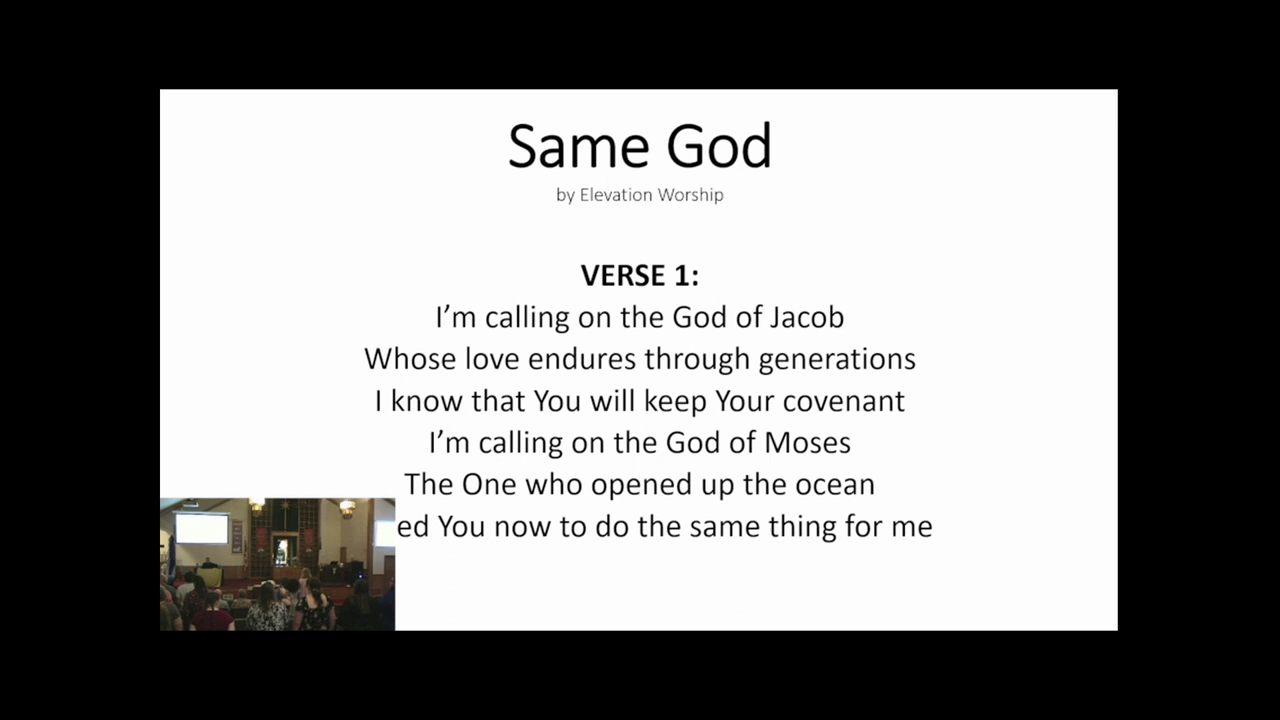 Same God
by Elevation Worship
VERSE 1:
I'm calling on the God of Jacob
Whose love endures through generations
I know that You will keep Your covenant
I'm calling on the God of Moses
The One who opened up the ocean
You now to do the same thing for me